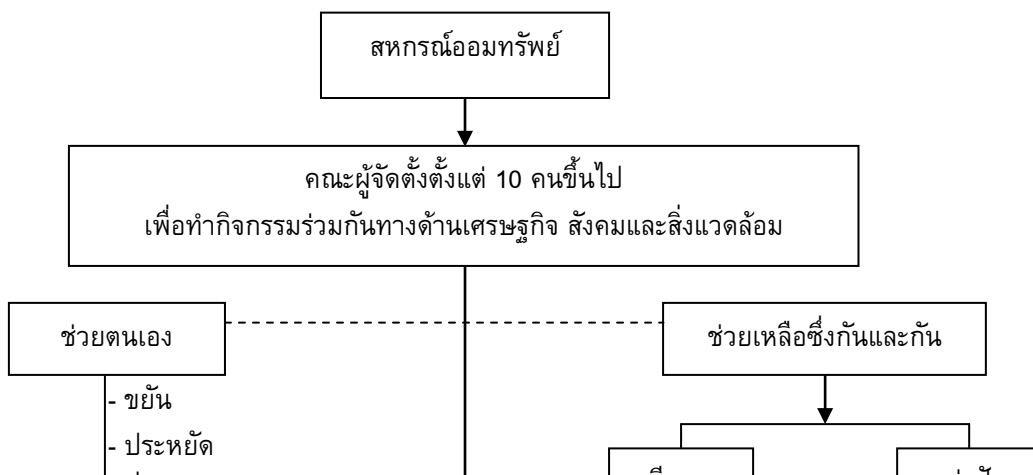 สหกรณ์ออมทรัพย์
คณะผู้จัดตั้งตั้งแต่ 10 คนขึ้นไป
เพื่อทำกิจกรรมร่วมกันทางด้านเศรษฐกิจ สังคมและสิ่งแวดล้อม
ช่วยตนเอง
ช่วยเหลือซึ่งกันและกัน
- ขยัน
- ประหยัด